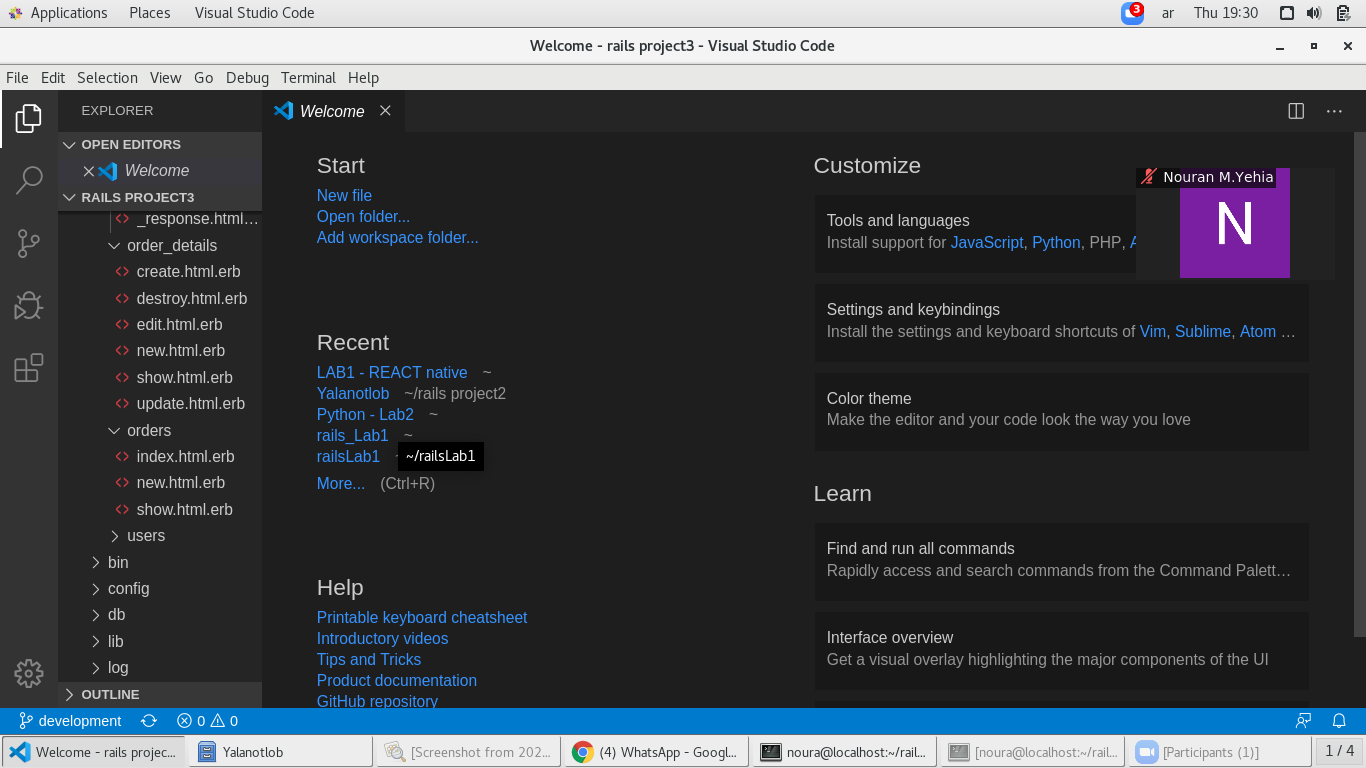 Applications Places Visual Studio Code 3 ar Thu 19:30
Welcome - rails project3 - Visual Studio Code
File Edit Selection View Go Debug Terminal Help
EXPLORER
OPEN EDITORS
Welcome
RAILS PROJECT3
_response.html...
order_details
create.html.erb
destroy.html.erb
edit.html.erb
new.html.erb
show.html.erb
update.html.erb
orders
index.html.erb
new.html.erb
show.html.erb
users
bin
config
db
lib
log
OUTLINE
Welcome
Start
New file
Open folder...
Add workspace folder...
Recent
LAB1 - REACT native ~
Yalanotlob ~/rails project2
Python - Lab2 ~
rails_Lab1 ~
railsLab1 ~
~/railsLab1
More... (Ctrl+R)
Help
Printable keyboard cheatsheet
Introductory videos
Tips and Tricks
Product documentation
GitHub repository
Customize
Nouran M.Yehia
N
Tools and languages
Install support for JavaScript, Python, PHP,
Settings and keybindings
Install the settings and keyboard shortcuts of Vim, Sublime, Atom ...
Color theme
Make the editor and your code look the way you love
Learn
Find and run all commands
Rapidly access and search commands from the Command Palett...
Interface overview
Get a visual overlay highlighting the major components of the UI
development 0 0
Welcome - rails projec... Yalanotlob [Screenshot from 202... (4) WhatsApp - Googl... noura@localhost:~/rail... [noura@localhost:~/rail... [Participants (1)] 1 / 4